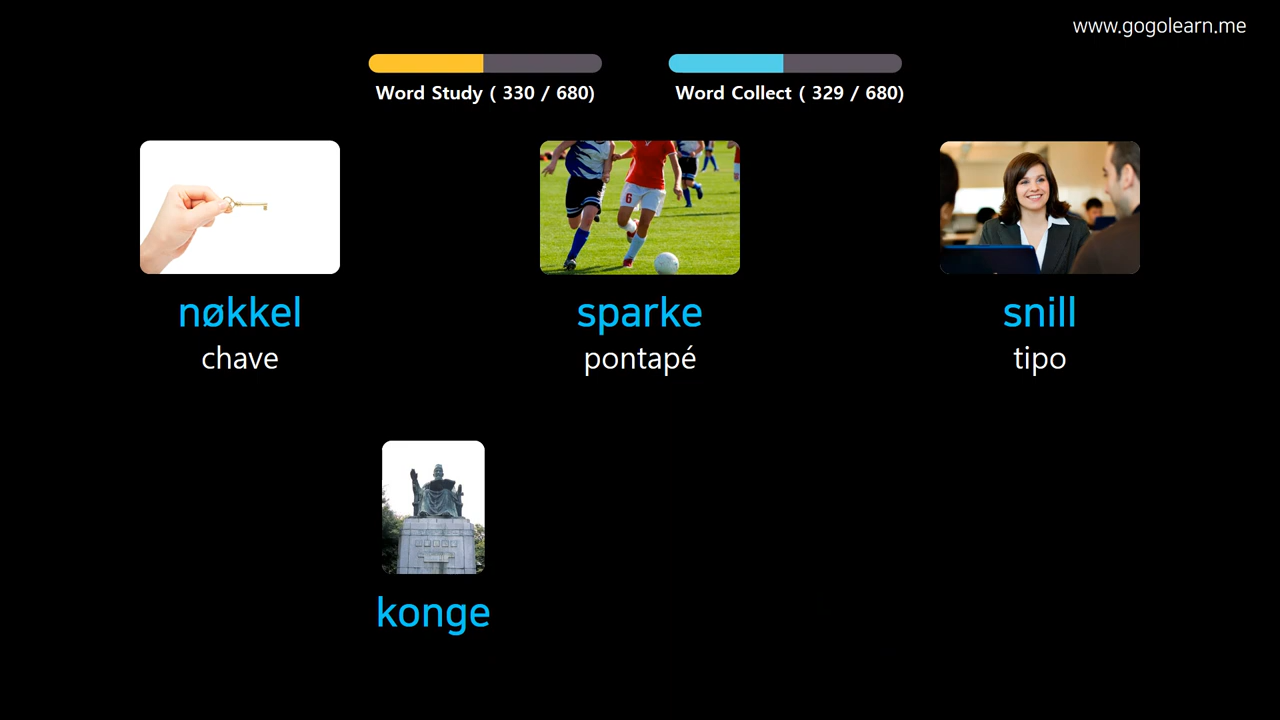 www.gogolearn.me
Word Study ( 330 / 680)
Word Collect ( 329 / 680)
nøkkel
chave
sparke
pontapé
snill
tipo
konge